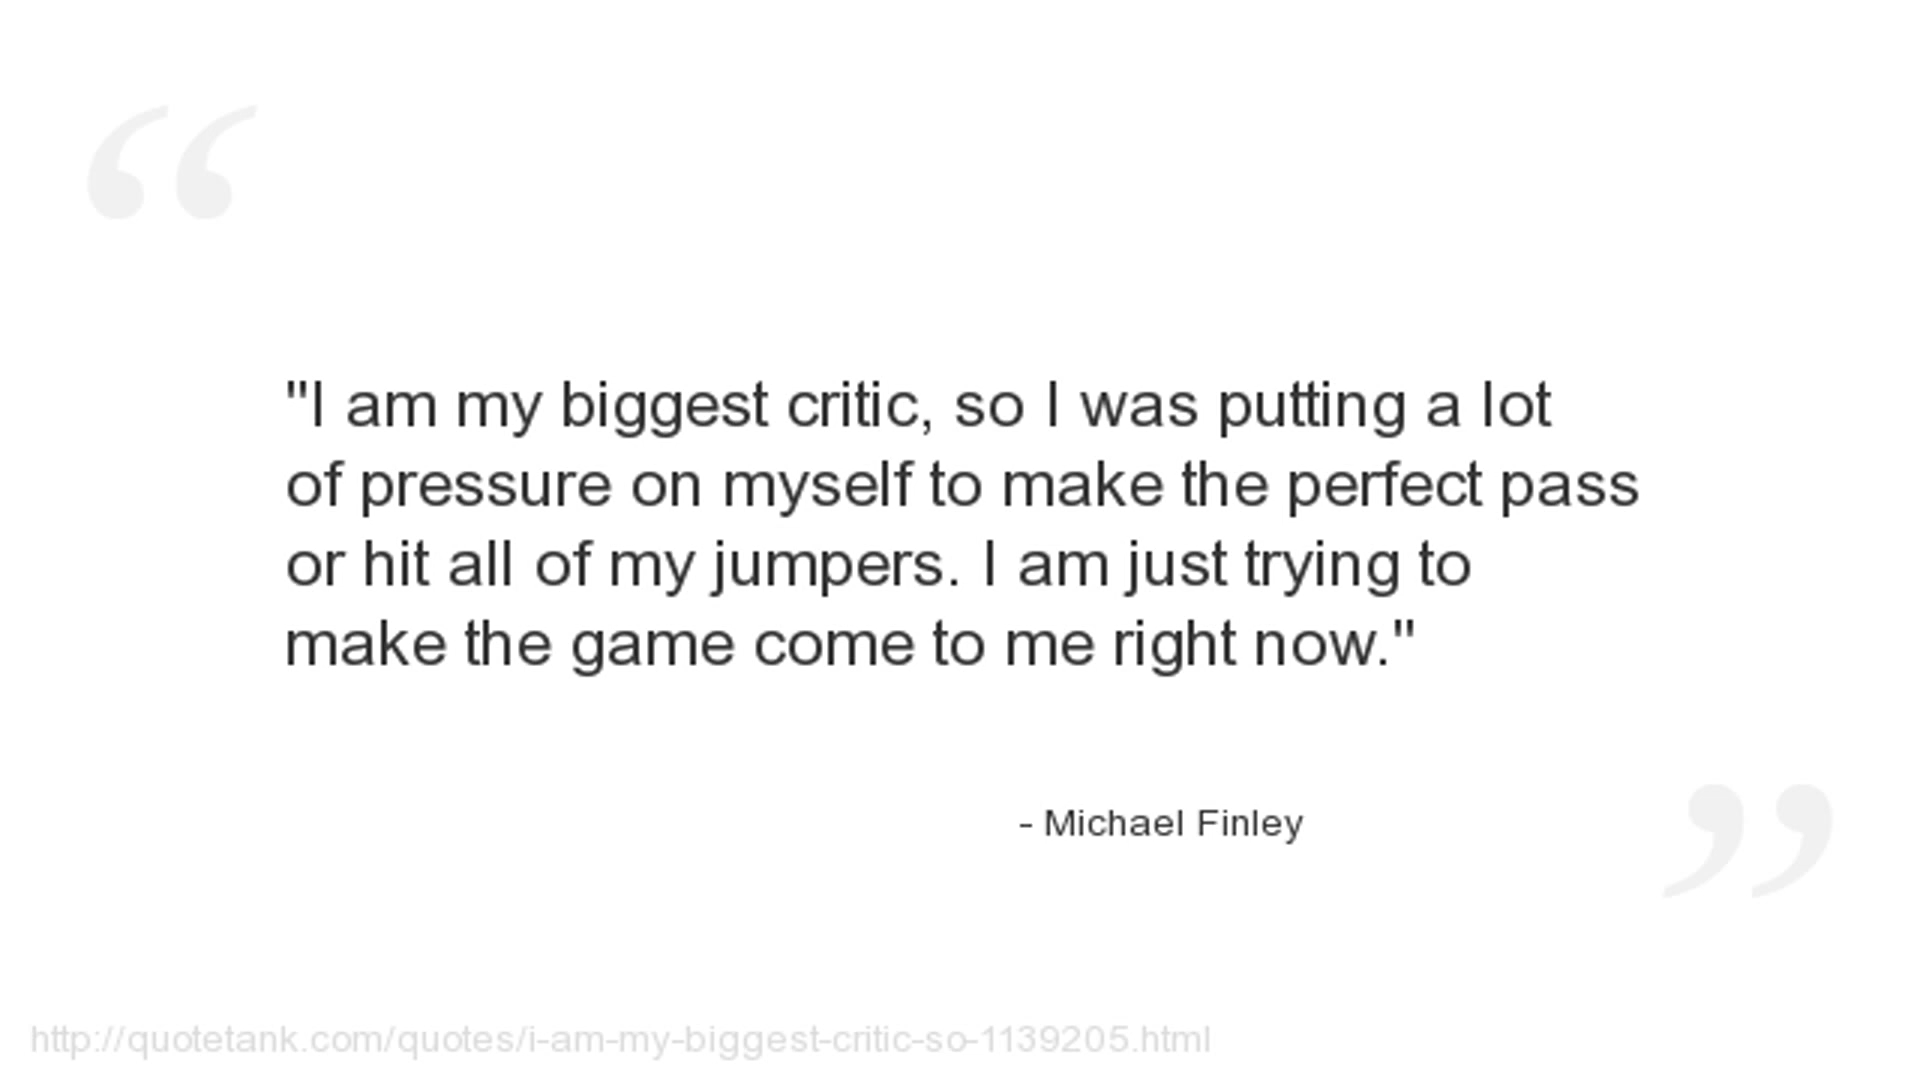 "I am my biggest critic, so I was putting a lot
of pressure on myself to make the perfect pass
or hit all of my jumpers. I am just trying to
make the game come to me right now."
- Michael Finley
http://quotetank.com/quotes/i-am-my-biggest-critic-so-1139205.html